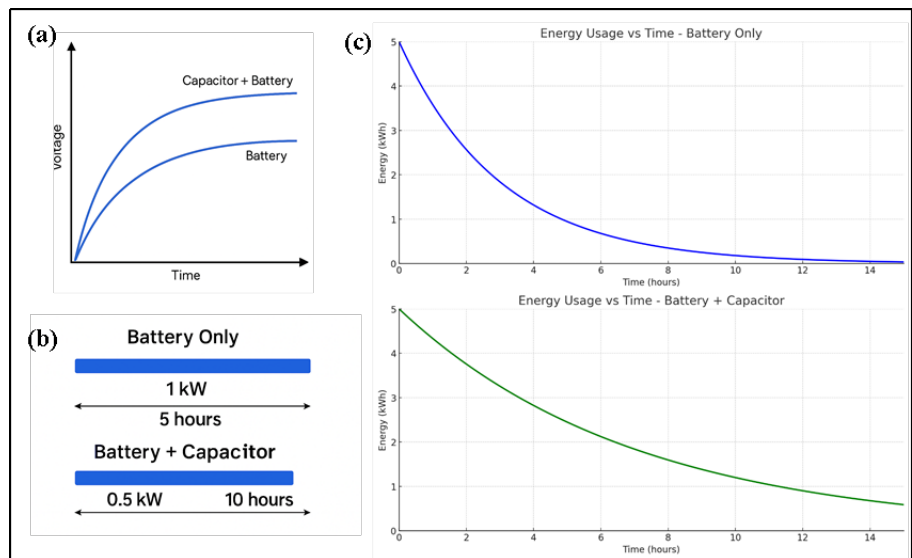 (a)
Capacitor + Battery
Battery
Voltage
Time
(b)
Battery Only
1 kW
5 hours
Battery + Capacitor
0.5 kW 10 hours
(c)
Energy Usage vs Time - Battery Only
5
4
3
2
1
0
Energy (kWh)
0 2 4 6 8 10 12 14
Time (hours)
Energy Usage vs Time - Battery + Capacitor
5
4
3
2
1
0
Energy (kWh)
0 2 4 6 8 10 12 14
Time (hours)